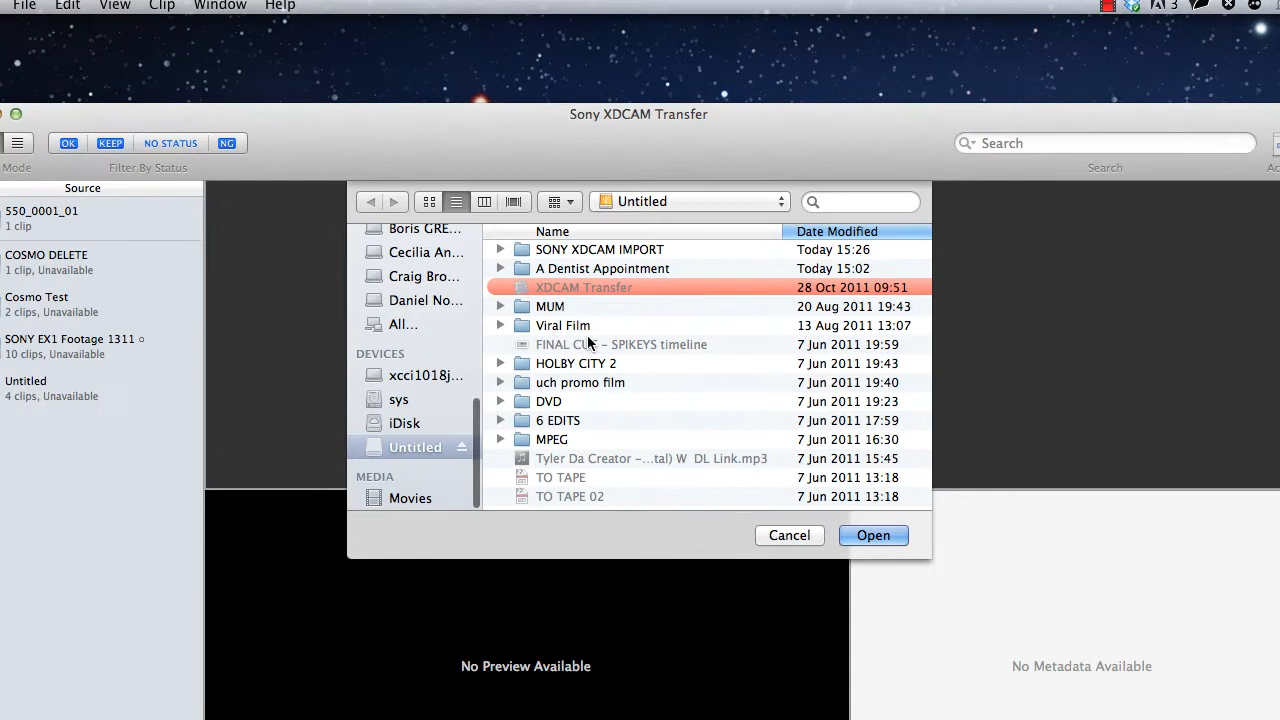 File Edit View Clip Window Help 3
Sony XDCAM Transfer
OK KEEP NO STATUS NG Search
Mode Filter By Status Search Ac
Source
550_0001_01
1 clip
COSMO DELETE
1 clip, Unavailable
Cosmo Test
2 clips, Unavailable
SONY EX1 Footage 1311
10 clips, Unavailable
Untitled
4 clips, Unavailable
Untitled
Boris GRE...
Cecilia An...
Craig Bro...
Daniel No...
All...
DEVICES
xcci1018j...
sys
iDisk
Untitled
MEDIA
Movies
Name Date Modified
SONY XDCAM IMPORT Today 15:26
A Dentist Appointment Today 15:02
XDCAM Transfer 28 Oct 2011 09:51
MUM 20 Aug 2011 19:43
Viral Film 13 Aug 2011 13:07
FINAL CUT – SPIKEYS timeline 7 Jun 2011 19:59
HOLBY CITY 2 7 Jun 2011 19:43
uch promo film 7 Jun 2011 19:40
DVD 7 Jun 2011 19:23
6 EDITS 7 Jun 2011 17:59
MPEG 7 Jun 2011 16:30
Tyler Da Creator –...tal) W DL Link.mp3 7 Jun 2011 15:45
TO TAPE 7 Jun 2011 13:18
TO TAPE 02 7 Jun 2011 13:18
Cancel Open
No Preview Available
No Metadata Available